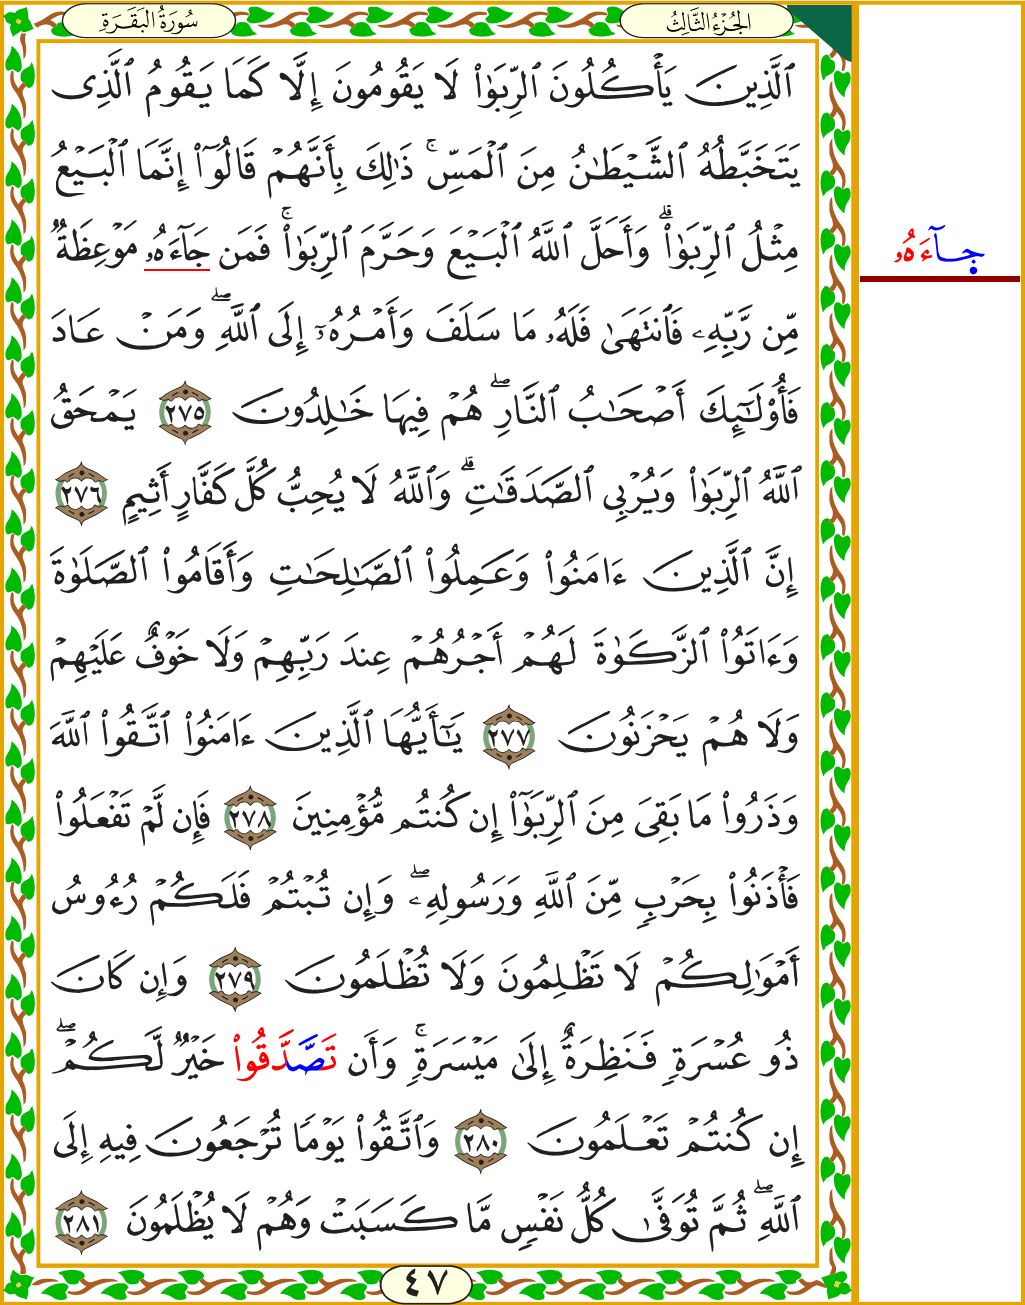 سُورَةُ الْبَقَرَةِ
الجُزْءُ الثَّالِثُ
ٱلَّذِينَ يَأۡكُلُونَ ٱلرِّبَوٰاْ لَا يَقُومُونَ إِلَّا كَمَا يَقُومُ ٱلَّذِى
يَتَخَبَّطُهُ ٱلشَّيۡطَٰنُ مِنَ ٱلۡمَسِّۚ ذَٰلِكَ بِأَنَّهُمۡ قَالُوٓاْ إِنَّمَا ٱلۡبَيۡعُ
مِثۡلُ ٱلرِّبَوٰاْۗ وَأَحَلَّ ٱللَّهُ ٱلۡبَيۡعَ وَحَرَّمَ ٱلرِّبَوٰاْۚ فَمَن جَآءَهُۥ مَوۡعِظَةٞ
جآءَهُۥ
مِّن رَّبِّهِۦ فَٱنتَهَىٰ فَلَهُۥ مَا سَلَفَ وَأَمۡرُهُۥٓ إِلَى ٱللَّهِۖ وَمَنۡ عَادَ
فَأُوْلَٰٓئِكَ أَصۡحَٰبُ ٱلنَّارِۖ هُمۡ فِيهَا خَٰلِدُونَ ٢٧٥ يَمۡحَقُ
ٱللَّهُ ٱلرِّبَوٰاْ وَيُرۡبِى ٱلصَّدَقَٰتِۗ وَٱللَّهُ لَا يُحِبُّ كُلَّ كَفَّارٍ أَثِيمٍ ٢٧٦
إِنَّ ٱلَّذِينَ ءَامَنُواْ وَعَمِلُواْ ٱلصَّٰلِحَٰتِ وَأَقَامُواْ ٱلصَّلَوٰةَ
وَءَاتَوُاْ ٱلزَّكَوٰةَ لَهُمۡ أَجۡرُهُمۡ عِندَ رَبِّهِمۡ وَلَا خَوۡفٌ عَلَيۡهِمۡ
وَلَا هُمۡ يَحۡزَنُونَ ٢٧٧ يَٰٓأَيُّهَا ٱلَّذِينَ ءَامَنُواْ ٱتَّقُواْ ٱللَّهَ
وَذَرُواْ مَا بَقِىَ مِنَ ٱلرِّبَوٰٓاْ إِن كُنتُم مُّؤۡمِنِينَ ٢٧٨ فَإِن لَّمۡ تَفۡعَلُواْ
فَأۡذَنُواْ بِحَرۡبٖ مِّنَ ٱللَّهِ وَرَسُولِهِۦۖ وَإِن تُبۡتُمۡ فَلَكُمۡ رُءُوسُ
أَمۡوَٰلِكُمۡ لَا تَظۡلِمُونَ وَلَا تُظۡلَمُونَ ٢٧٩ وَإِن كَانَ
ذُو عُسۡرَةٖ فَنَظِرَةٌ إِلَىٰ مَيۡسَرَةٖۚ وَأَن تَصَّدَّقُواْ خَيۡرٞ لَّكُمۡۖ
إِن كُنتُمۡ تَعۡلَمُونَ ٢٨٠ وَٱتَّقُواْ يَوۡمٗا تُرۡجَعُونَ فِيهِ إِلَى
ٱللَّهِۖ ثُمَّ تُوَفَّىٰ كُلُّ نَفۡسٖ مَّا كَسَبَتۡ وَهُمۡ لَا يُظۡلَمُونَ ٢٨١
٤٧